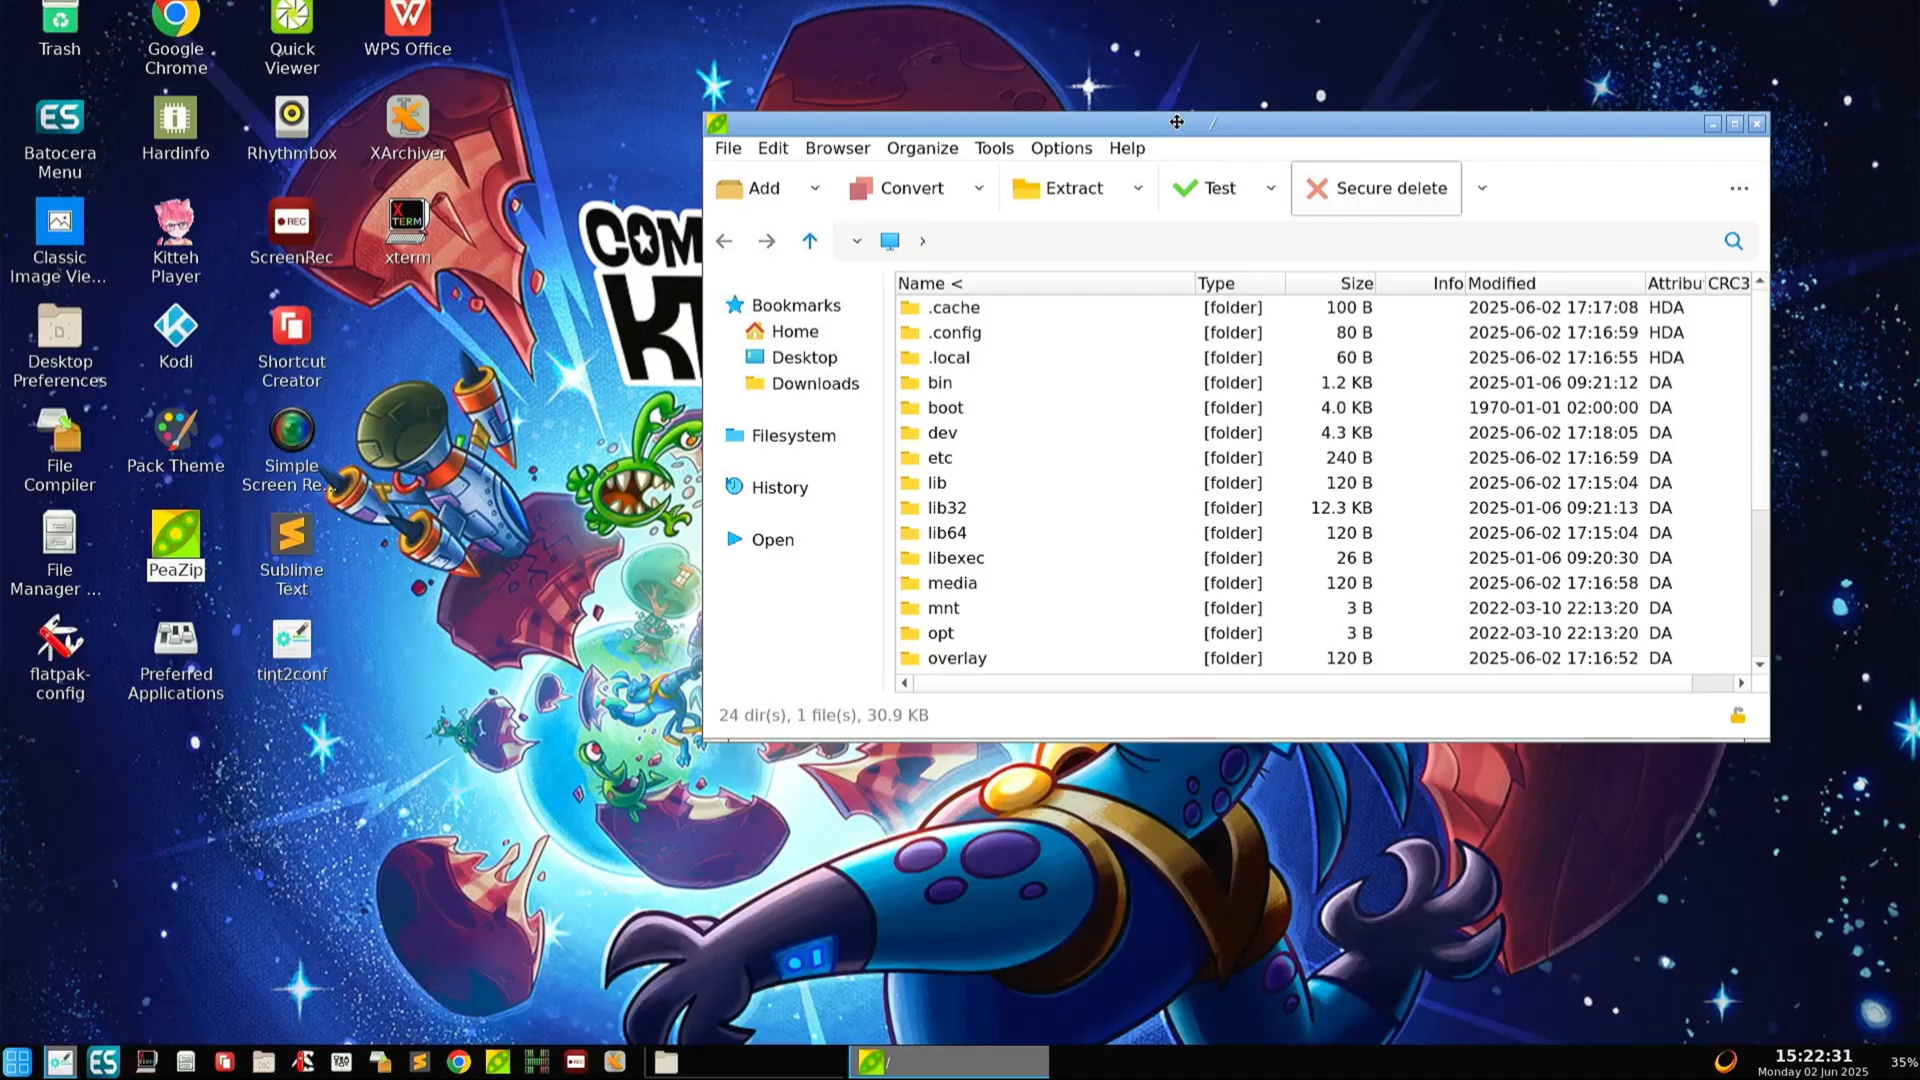 Trash
Google
Chrome
Quick
Viewer
WPS Office
ES
Batocera
Menu
Hardinfo
Rhythmbox
XArchiver
Classic
Image Vie...
Kitteh
Player
REC
ScreenRec
X
TERM
xterm
Desktop
Preferences
Kodi
Shortcut
Creator
File
Compiler
Pack Theme
Simple
Screen Re...
File
Manager ...
PeaZip
Sublime
Text
flatpak-
config
Preferred
Applications
tint2conf
COM
K
/
File Edit Browser Organize Tools Options Help
Add Convert Extract Test Secure delete ...
Bookmarks
Home
Desktop
Downloads
Filesystem
History
Open
Name < Type Size Info Modified Attribu CRC3
.cache [folder] 100 B 2025-06-02 17:17:08 HDA
.config [folder] 80 B 2025-06-02 17:16:59 HDA
.local [folder] 60 B 2025-06-02 17:16:55 HDA
bin [folder] 1.2 KB 2025-01-06 09:21:12 DA
boot [folder] 4.0 KB 1970-01-01 02:00:00 DA
dev [folder] 4.3 KB 2025-06-02 17:18:05 DA
etc [folder] 240 B 2025-06-02 17:16:59 DA
lib [folder] 120 B 2025-06-02 17:15:04 DA
lib32 [folder] 12.3 KB 2025-01-06 09:21:13 DA
lib64 [folder] 120 B 2025-06-02 17:15:04 DA
libexec [folder] 26 B 2025-01-06 09:20:30 DA
media [folder] 120 B 2025-06-02 17:16:58 DA
mnt [folder] 3 B 2022-03-10 22:13:20 DA
opt [folder] 3 B 2022-03-10 22:13:20 DA
overlay [folder] 120 B 2025-06-02 17:16:52 DA
24 dir(s), 1 file(s), 30.9 KB
ES
/
15:22:31
Monday 02 Jun 2025
35%